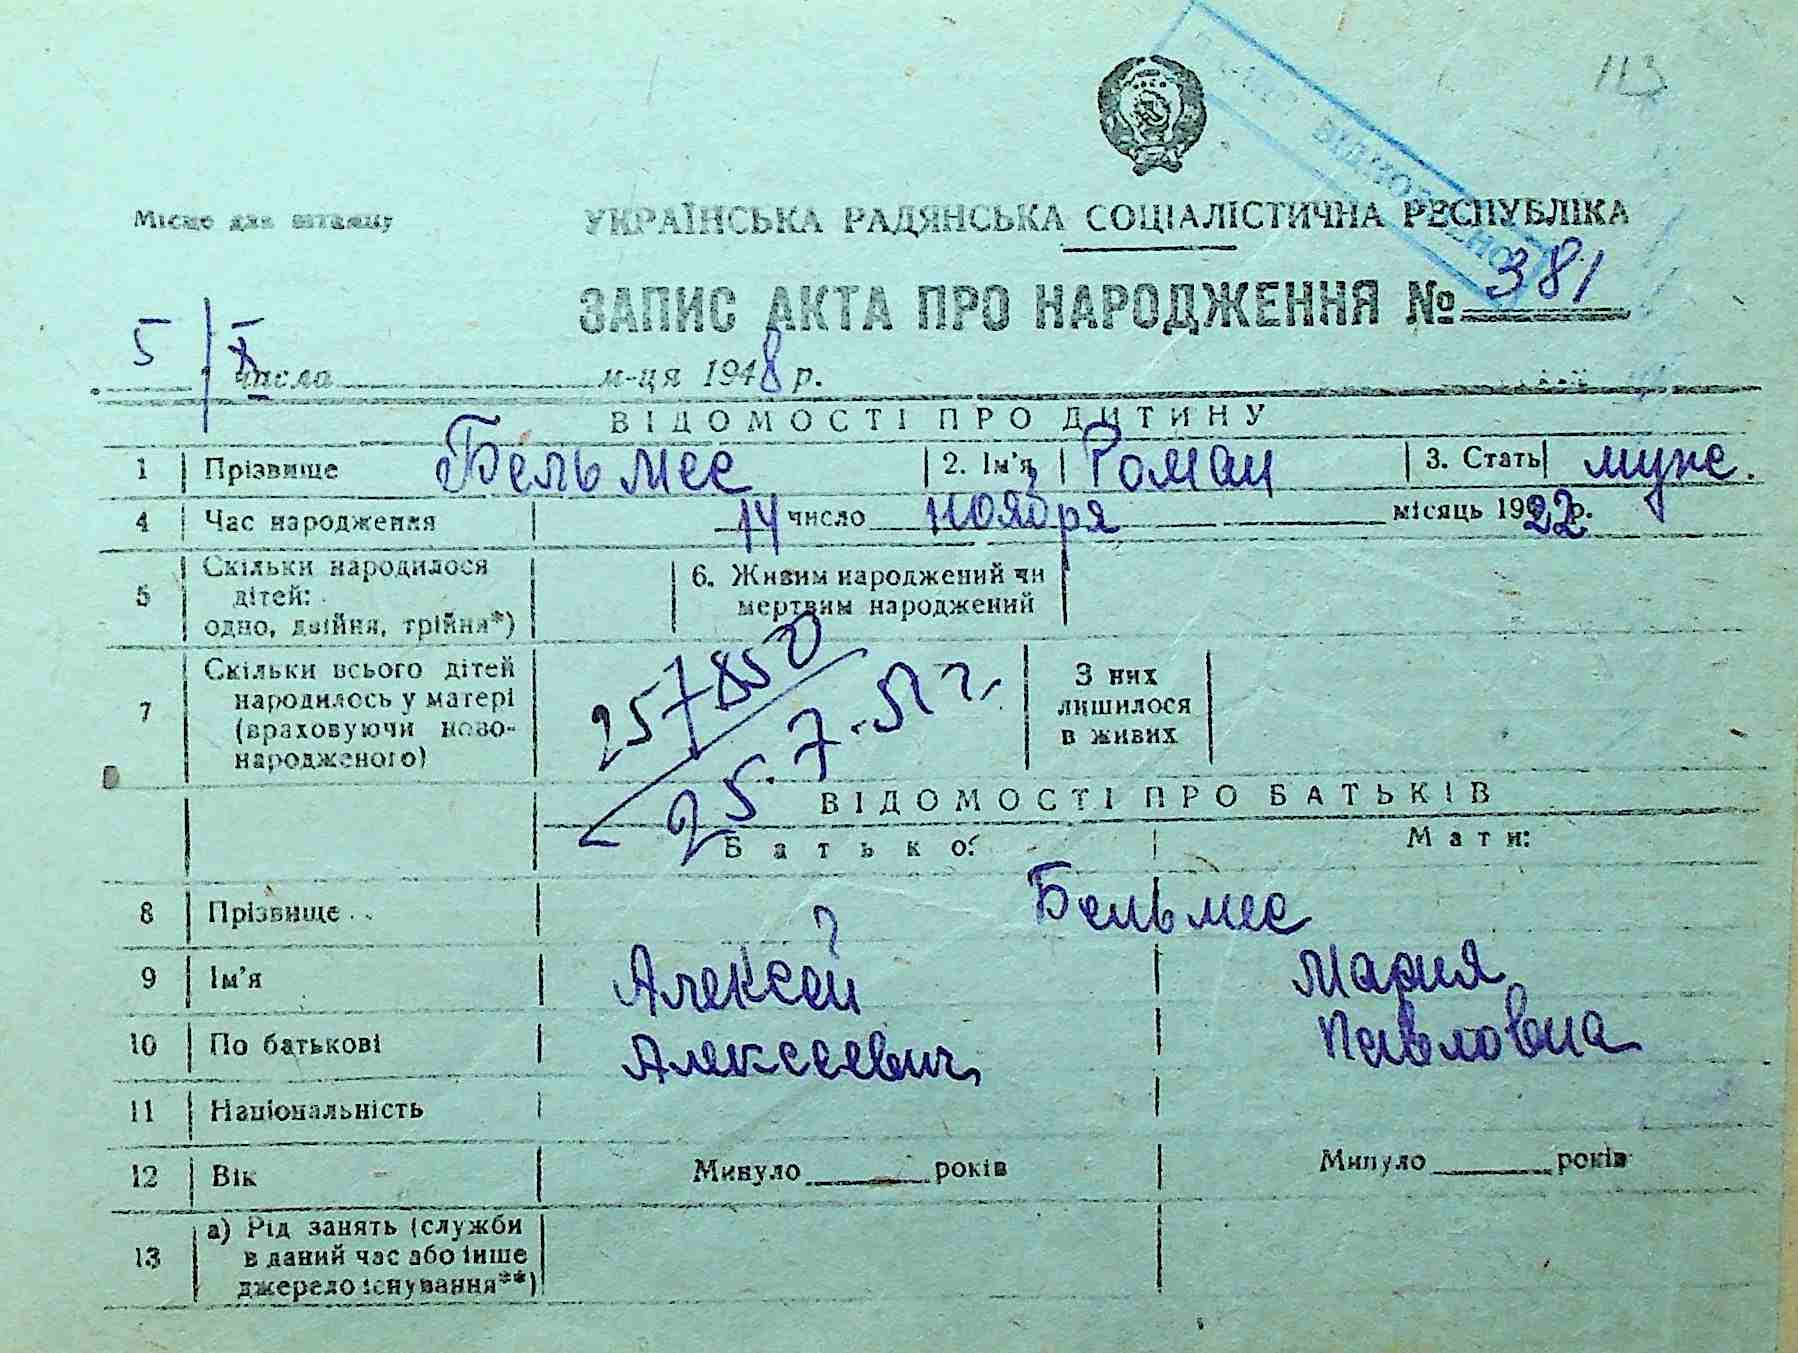 113
ВІДНОВЛЕНО
Місце для штампу
УКРАЇНСЬКА РАДЯНСЬКА СОЦІАЛІСТИЧНА РЕСПУБЛІКА
ЗАПИС АКТА ПРО НАРОДЖЕННЯ № 381
5 / X числа м-ця 1948 р.
ВІДОМОСТІ ПРО ДИТИНУ
1 Прізвище Бельмес 2. Ім'я Роман 3. Стать муж.
4 Час народження 14 число ноября місяць 1922 р.
5 Скільки народилося дітей: одно, двійня, трійня*) 6. Живим народжений чи мертвим народжений
7 Скільки всього дітей народилось у матері (враховуючи новонародженого) З них лишилося в живих
257850
25.7.51 г.
ВІДОМОСТІ ПРО БАТЬКІВ
Батько: Мати:
8 Прізвище Бельмес
?
9 Ім'я Алексей Мария
10 По батькові Алексеевич Павловна
11 Національність
12 Вік Минуло років Минуло років
13 а) Рід занять (служби в даний час або інше джерело існування**)